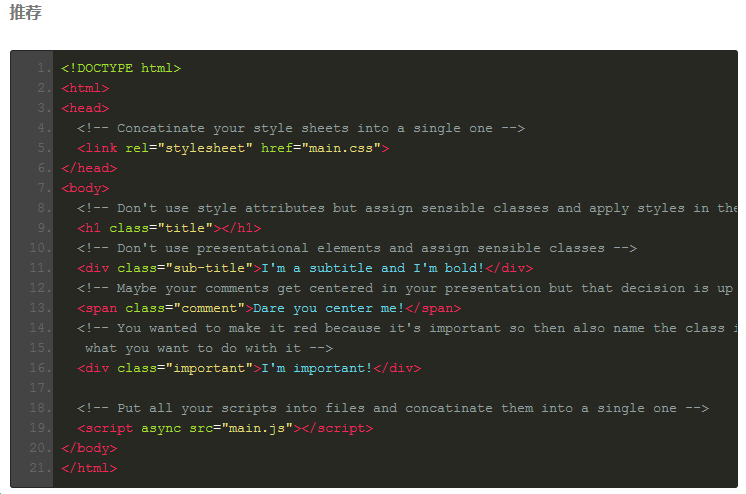 推荐
1. <!DOCTYPE html>
2. <html>
3. <head>
4.   <!-- Concatinate your style sheets into a single one -->
5.   <link rel="stylesheet" href="main.css">
6. </head>
7. <body>
8.   <!-- Don't use style attributes but assign sensible classes and apply styles in the
9.   <h1 class="title"></h1>
10.   <!-- Don't use presentational elements and assign sensible classes -->
11.   <div class="sub-title">I'm a subtitle and I'm bold!</div>
12.   <!-- Maybe your comments get centered in your presentation but that decision is up
13.   <span class="comment">Dare you center me!</span>
14.   <!-- You wanted to make it red because it's important so then also name the class
15.    what you want to do with it -->
16.   <div class="important">I'm important!</div>
17.
18.   <!-- Put all your scripts into files and concatinate them into a single one -->
19.   <script async src="main.js"></script>
20. </body>
21. </html>